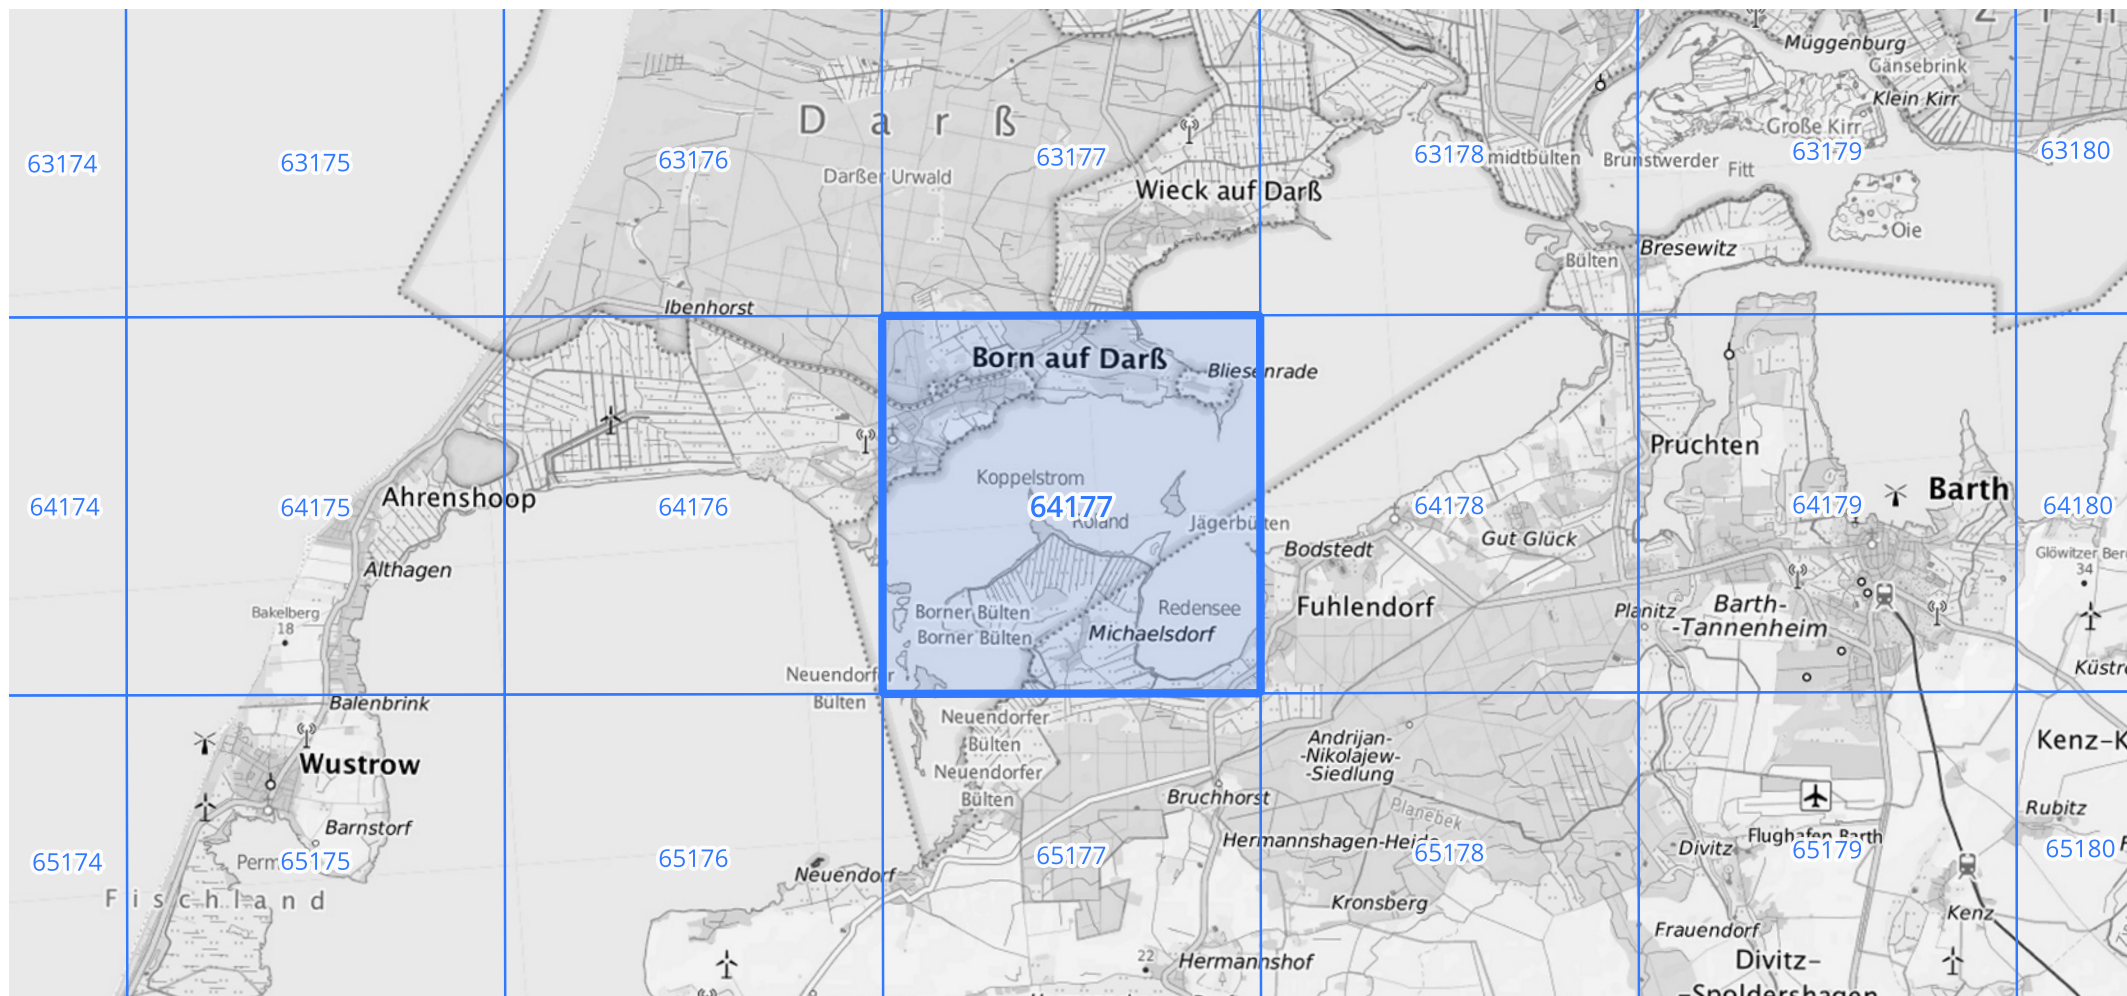 Z i n
Müggenburg
Gänsebrink
Klein Kirr
D a r ß
Große Kirr
63174
63175
63176
63177
63178
midtbülten
Brunstwerder
63179
63180
Darßer Urwald
Fitt
Wieck auf Darß
Oie
Bresewitz
Bülten
Ibenhorst
Born auf Darß
Bliesenrade
Pruchten
Koppelstrom
Barth
Ahrenshoop
64174
64175
64176
64177
64178
64179
64180
Roland
Jägerbülten
Gut Glück
Bodstedt
Glöwitzer Ber
34
Althagen
Bakelberg
18
Borner Bülten
Borner Bülten
Redensee
Michaelsdorf
Fuhlendorf
Planitz
Barth-
-Tannenheim
Küstr
Neuendorfer
Bülten
Balenbrink
Neuendorfer
Bülten
Andrijan-
-Nikolajew-
-Siedlung
Kenz-K
Wustrow
Neuendorfer
Bülten
Bruchhorst
Planebek
Rubitz
Barnstorf
Hermannshagen-Heide
Flughafen Barth
Divitz
65174
Perm
65175
65176
65177
65178
65179
65180
Neuendorf
Fischland
Kronsberg
Kenz
Frauendorf
22
Hermannshof
Divitz-
-Spoldershagen